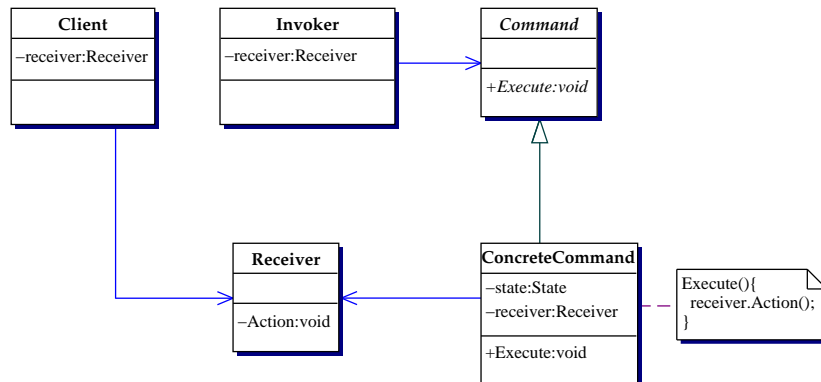 Client
–receiver:Receiver
Invoker
–receiver:Receiver
Command
+Execute:void
Receiver
–Action:void
ConcreteCommand
–state:State
–receiver:Receiver
+Execute:void
Execute(){
receiver.Action();
}